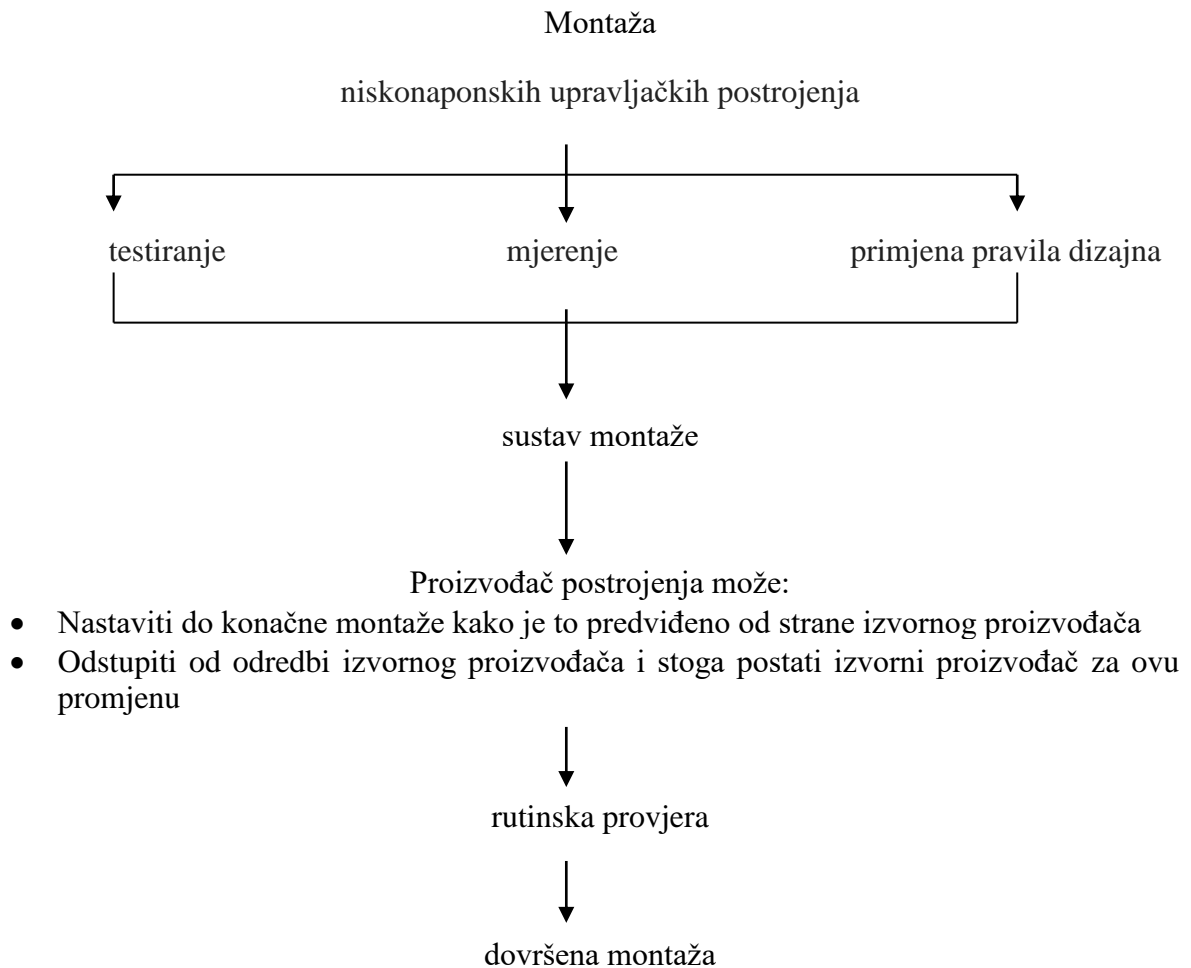 Montaža
niskonaponskih upravljačkih postrojenja
testiranje
mjerenje
primjena pravila dizajna
sustav montaže
Proizvođač postrojenja može:
• Nastaviti do konačne montaže kako je to predviđeno od strane izvornog proizvođača
• Odstupiti od odredbi izvornog proizvođača i stoga postati izvorni proizvođač za ovu
promjenu
rutinska provjera
dovršena montaža